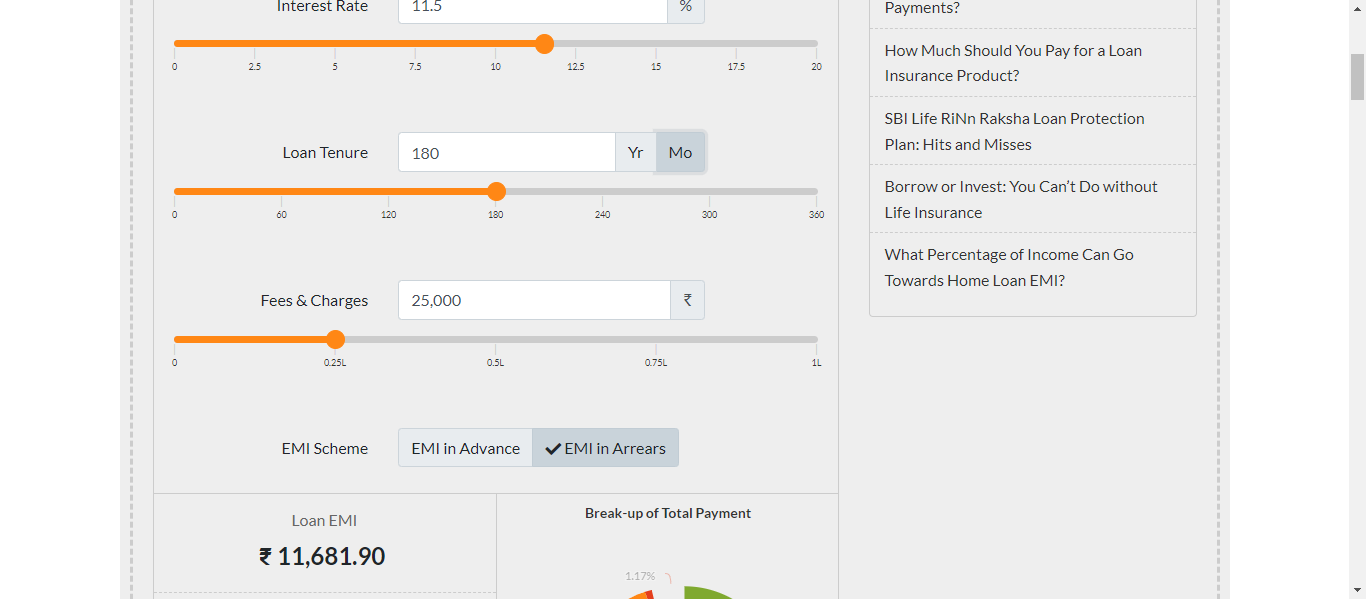 Interest Rate
11.5
%
0 2.5 5 7.5 10 12.5 15 17.5 20
Loan Tenure
180
Yr Mo
0 60 120 180 240 300 360
Fees & Charges
25,000
₹
0 0.25L 0.5L 0.75L 1L
EMI Scheme
EMI in Advance
EMI in Arrears
Loan EMI
₹ 11,681.90
Break-up of Total Payment
1.17%
Payments?
How Much Should You Pay for a Loan
Insurance Product?
SBI Life RiNn Raksha Loan Protection
Plan: Hits and Misses
Borrow or Invest: You Can’t Do without
Life Insurance
What Percentage of Income Can Go
Towards Home Loan EMI?